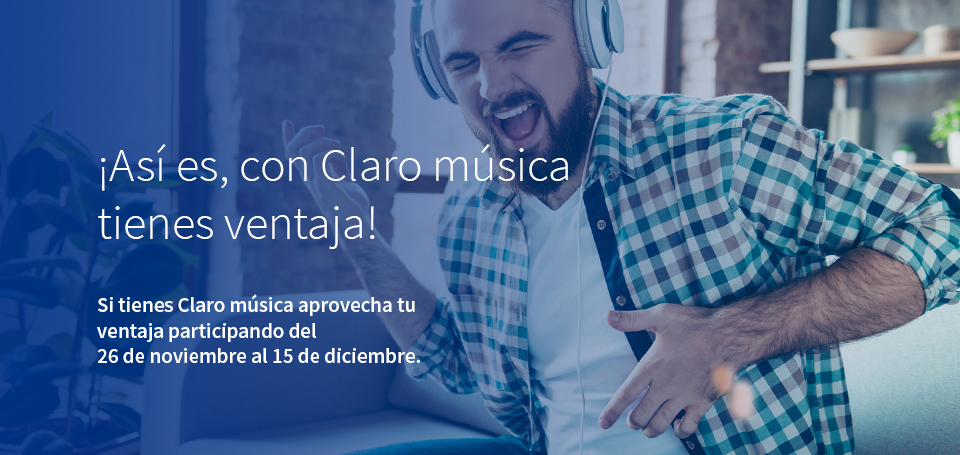 ¡Así es, con Claro música
tienes ventaja!
Si tienes Claro música aprovecha tu
ventaja participando del
26 de noviembre al 15 de diciembre.